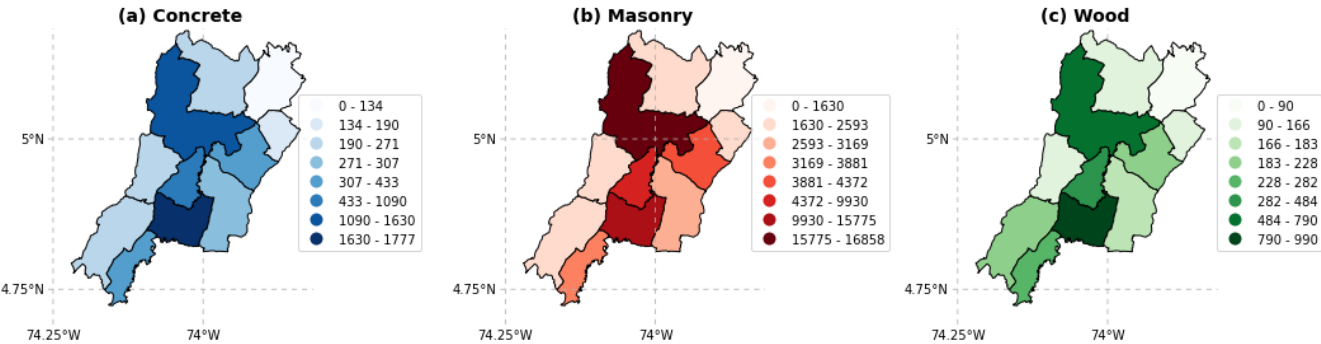 (a) Concrete
0 - 134
134 - 190
190 - 271
271 - 307
307 - 433
433 - 1090
1090 - 1630
1630 - 1777
5°N
4.75°N
74.25°W
74°W
(b) Masonry
0 - 1630
1630 - 2593
2593 - 3169
3169 - 3881
3881 - 4372
4372 - 9930
9930 - 15775
15775 - 16858
5°N
4.75°N
74.25°W
74°W
(c) Wood
0 - 90
90 - 166
166 - 183
183 - 228
228 - 282
282 - 484
484 - 790
790 - 990
5°N
4.75°N
74.25°W
74°W